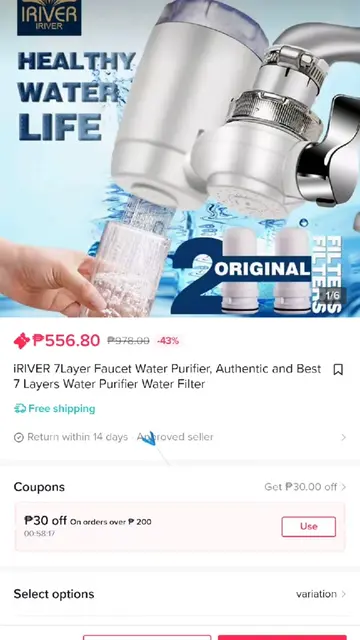 IRIVER
IRIVER
HEALTHY
WATER
LIFE
2 ORIGINAL
FILTERS
FILTERS
1/6
₱556.80 ₱978.00 -43%
iRIVER 7Layer Faucet Water Purifier, Authentic and Best
7 Layers Water Purifier Water Filter
Free shipping
Return within 14 days · Approved seller
Coupons Get ₱30.00 off
₱30 off On orders over ₱ 200
00:58:17
Use
Select options variation